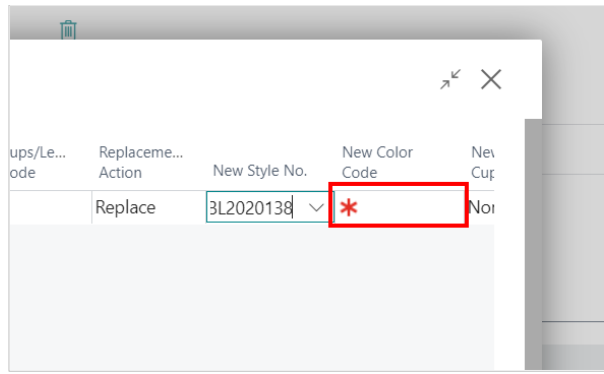 ups/Le...
ode
Replaceme...
Action
New Style No.
New Color
Code
Nev
Cup
Replace
3L2020138
Nor